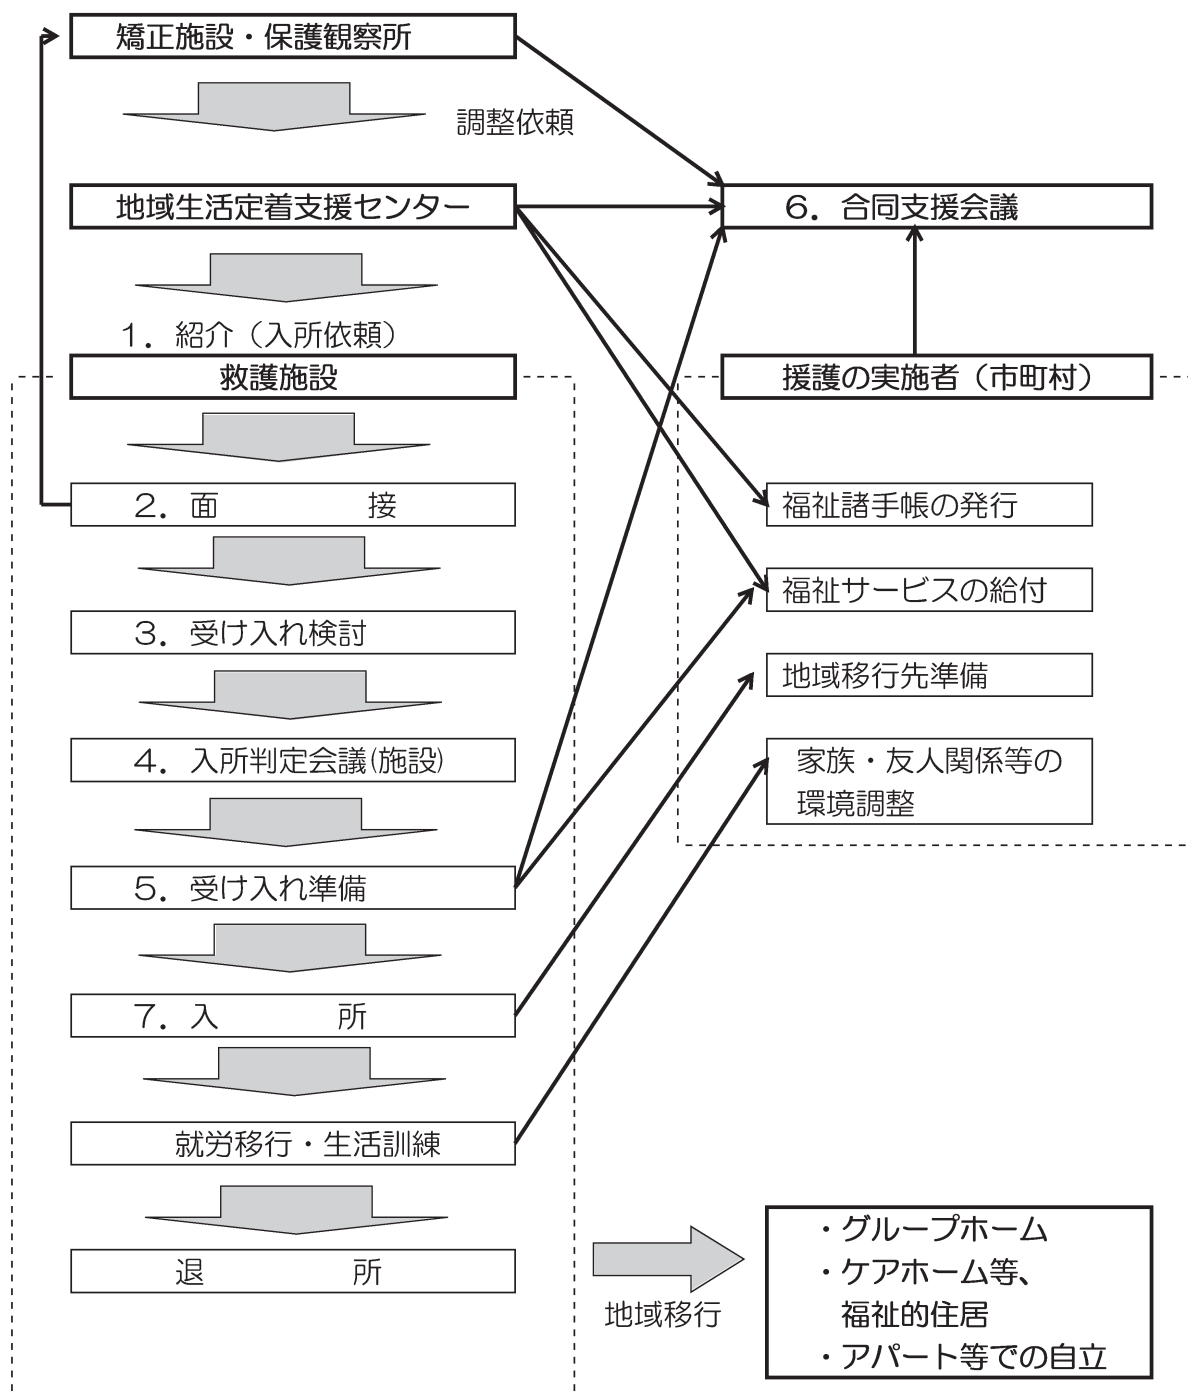 矯正施設・保護観察所
調整依頼
地域生活定着支援センター
６．合同支援会議
１．紹介（入所依頼）
救護施設
援護の実施者（市町村）
２．面　　　　　接
福祉諸手帳の発行
福祉サービスの給付
３．受け入れ検討
地域移行先準備
４．入所判定会議(施設)
家族・友人関係等の
環境調整
５．受け入れ準備
７．入　　　　所
就労移行・生活訓練
退　　　　　所
地域移行
・グループホーム
・ケアホーム等、
福祉的住居
・アパート等での自立